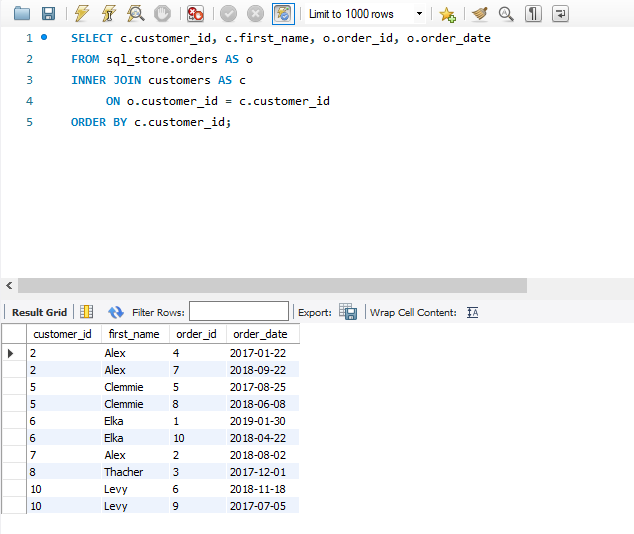 Limit to 1000 rows
1 SELECT c.customer_id, c.first_name, o.order_id, o.order_date
2 FROM sql_store.orders AS o
3 INNER JOIN customers AS c
4 ON o.customer_id = c.customer_id
5 ORDER BY c.customer_id;
Result Grid Filter Rows: Export: Wrap Cell Content: IA
customer_id first_name order_id order_date
2 Alex 4 2017-01-22
2 Alex 7 2018-09-22
5 Clemmie 5 2017-08-25
5 Clemmie 8 2018-06-08
6 Elka 1 2019-01-30
6 Elka 10 2018-04-22
7 Alex 2 2018-08-02
8 Thacher 3 2017-12-01
10 Levy 6 2018-11-18
10 Levy 9 2017-07-05